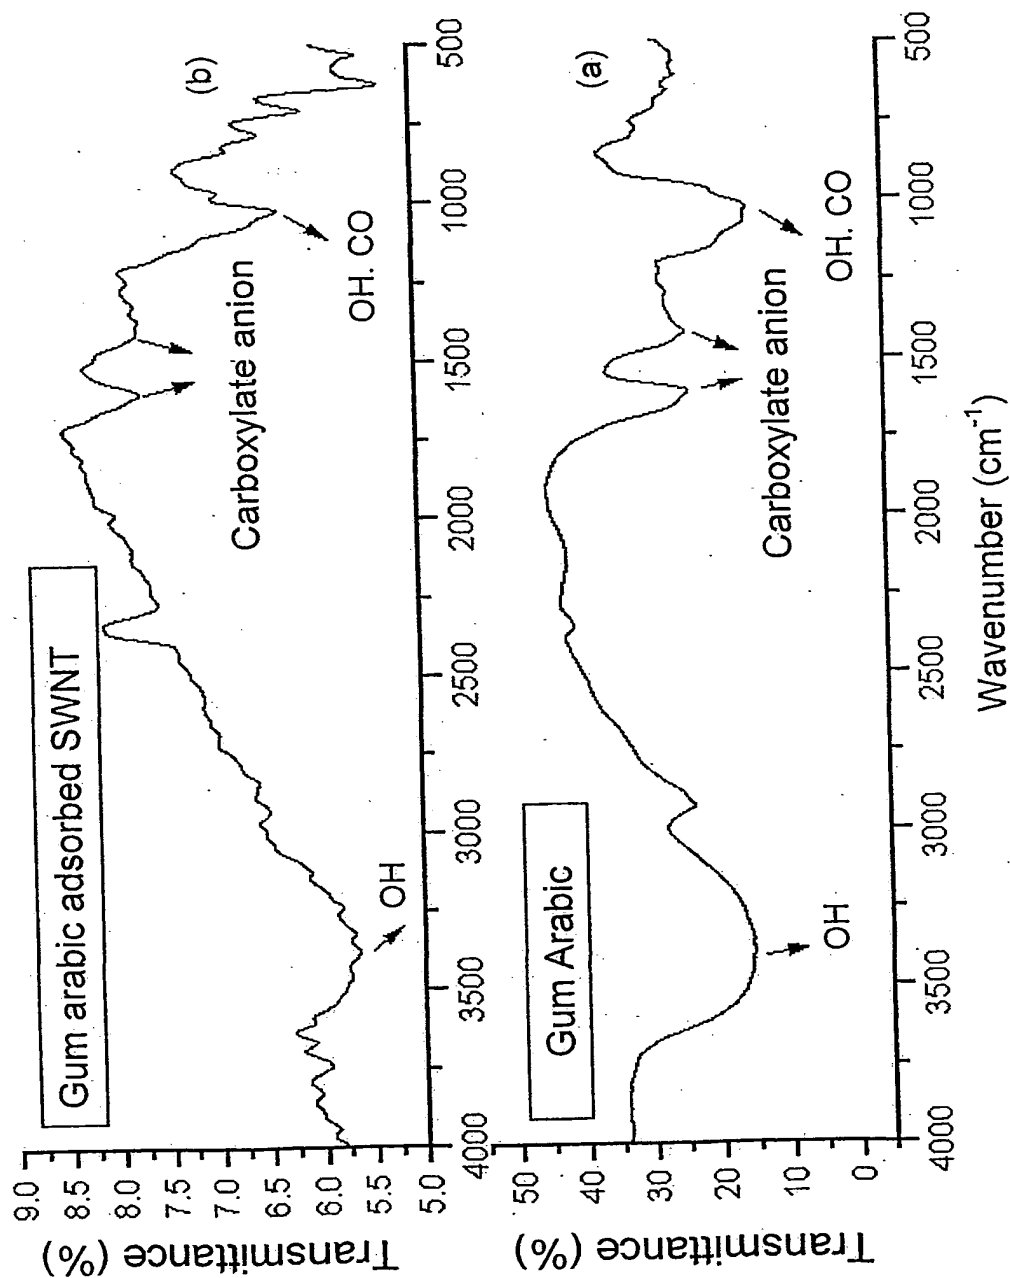 Gum arabic adsorbed SWNT
(b)
Transmittance (%)
9.0
8.5
8.0
7.5
7.0
6.5
6.0
5.5
5.0
OH
Carboxylate anion
OH. CO
4000 3500 3000 2500 2000 1500 1000 500
Gum Arabic
(a)
Transmittance (%)
50
40
30
20
10
0
OH
Carboxylate anion
OH. CO
4000 3500 3000 2500 2000 1500 1000 500
Wavenumber (cm⁻¹)